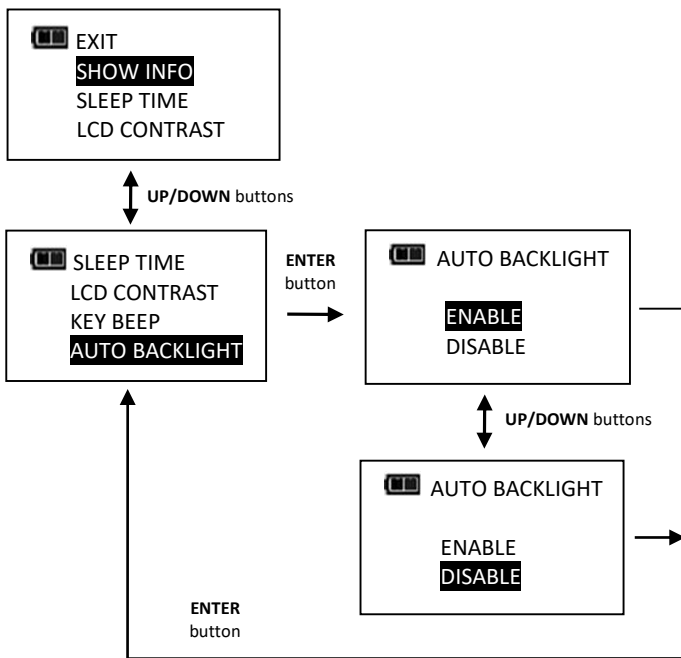 EXIT
SHOW INFO
SLEEP TIME
LCD CONTRAST
UP/DOWN buttons
SLEEP TIME
LCD CONTRAST
KEY BEEP
AUTO BACKLIGHT
ENTER
button
AUTO BACKLIGHT
ENABLE
DISABLE
UP/DOWN buttons
AUTO BACKLIGHT
ENABLE
DISABLE
ENTER
button